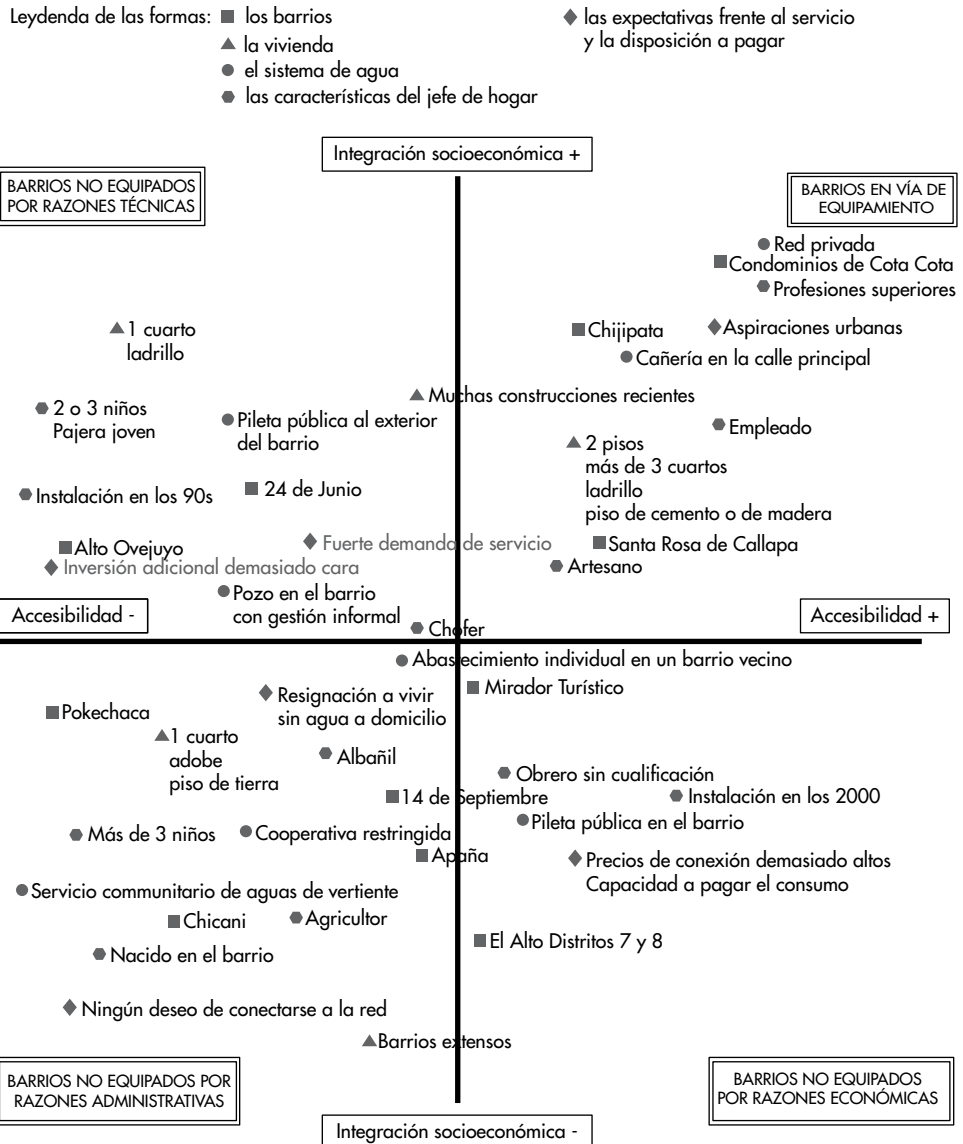 Leydenda de las formas:
los barrios
la vivienda
el sistema de agua
las características del jefe de hogar
las expectativas frente al servicio
y la disposición a pagar
Integración socioeconómica +
BARRIOS NO EQUIPADOS
POR RAZONES TÉCNICAS
BARRIOS EN VÍA DE
EQUIPAMIENTO
Red privada
Condominios de Cota Cota
Profesiones superiores
1 cuarto
ladrillo
Chijipata
Aspiraciones urbanas
Cañería en la calle principal
Muchas construcciones recientes
2 o 3 niños
Pajera joven
Pileta pública al exterior
del barrio
Empleado
2 pisos
más de 3 cuartos
ladrillo
piso de cemento o de madera
Instalación en los 90s
24 de Junio
Alto Ovejuyo
Fuerte demanda de servicio
Santa Rosa de Callapa
Inversión adicional demasiado cara
Artesano
Pozo en el barrio
con gestión informal
Accesibilidad -
Accesibilidad +
Chofer
Abastecimiento individual en un barrio vecino
Resignación a vivir
sin agua a domicilio
Mirador Turístico
Pokechaca
1 cuarto
adobe
piso de tierra
Albañil
Obrero sin cualificación
14 de Septiembre
Instalación en los 2000
Más de 3 niños
Cooperativa restringida
Pileta pública en el barrio
Apaña
Precios de conexión demasiado altos
Capacidad a pagar el consumo
Servicio communitario de aguas de vertiente
Chicani
Agricultor
El Alto Distritos 7 y 8
Nacido en el barrio
Ningún deseo de conectarse a la red
Barrios extensos
BARRIOS NO EQUIPADOS POR
RAZONES ADMINISTRATIVAS
BARRIOS NO EQUIPADOS
POR RAZONES ECONÓMICAS
Integración socioeconómica -